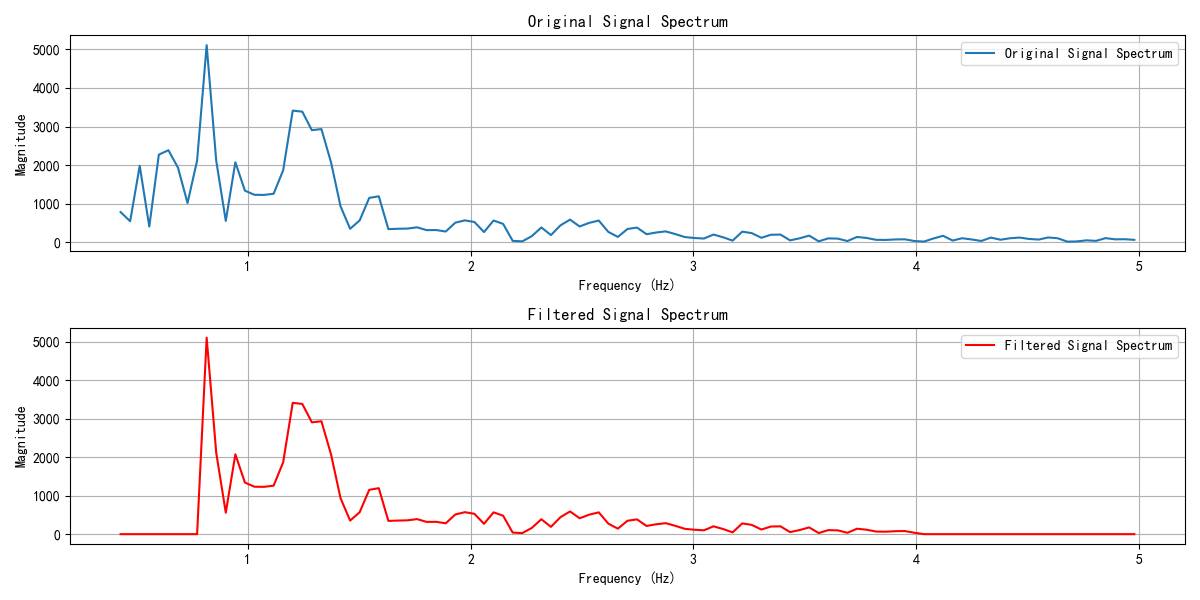 Original Signal Spectrum
Original Signal Spectrum
Magnitude
5000
4000
3000
2000
1000
0
1
2
3
4
5
Frequency (Hz)
Filtered Signal Spectrum
Filtered Signal Spectrum
Magnitude
5000
4000
3000
2000
1000
0
1
2
3
4
5
Frequency (Hz)